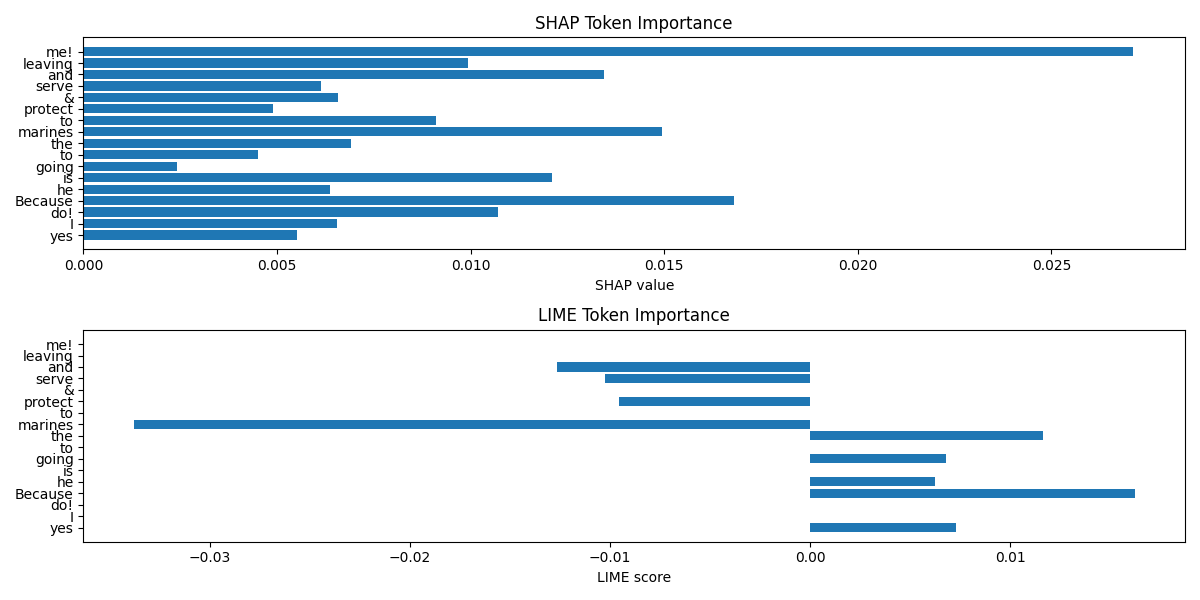 SHAP Token Importance
me!
leaving
and
serve
&
protect
to
marines
the
to
going
is
he
Because
do!
I
yes
0.000 0.005 0.010 0.015 0.020 0.025
SHAP value
LIME Token Importance
me!
leaving
and
serve
&
protect
to
marines
the
to
going
is
he
Because
do!
I
yes
−0.03 −0.02 −0.01 0.00 0.01
LIME score